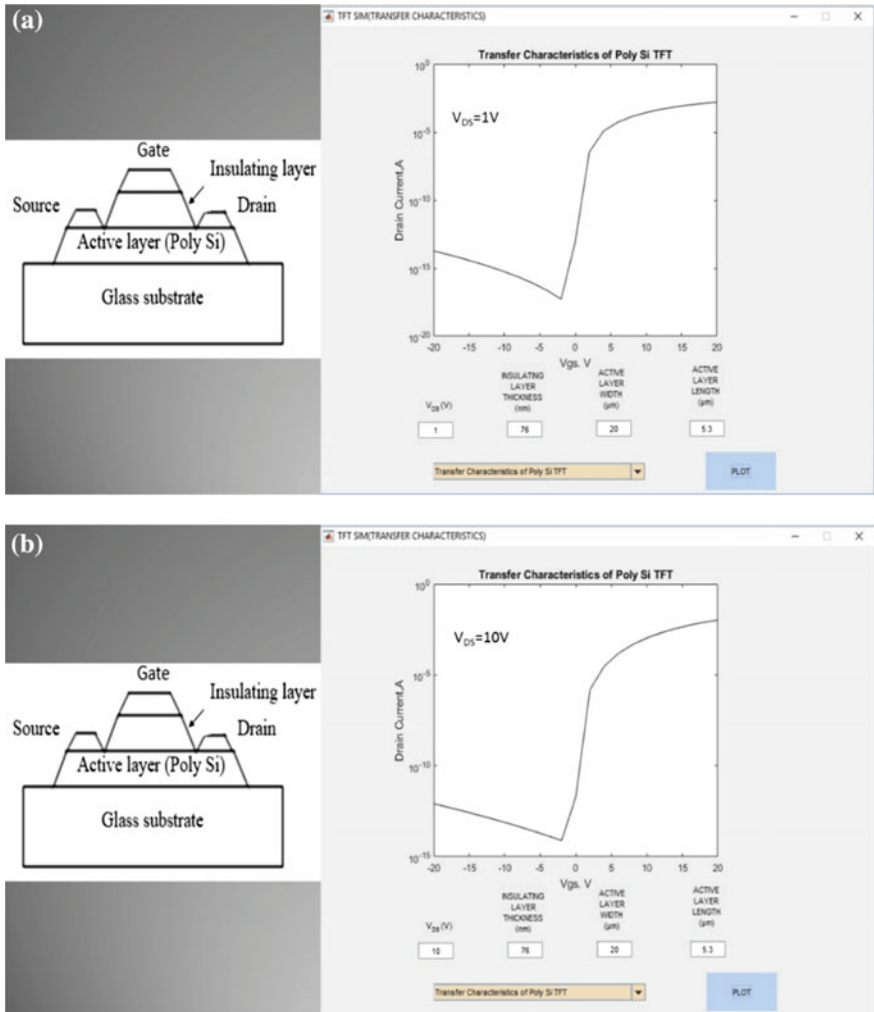 (a)
TFT SIM(TRANSFER CHARACTERISTICS)
Transfer Characteristics of Poly Si TFT
V_DS=1V
Drain Current,A
10^0
10^-5
10^-10
10^-15
10^-20
-20 -15 -10 -5 0 5 10 15 20
Vgs. V
Gate
Insulating layer
Source
Drain
Active layer (Poly Si)
Glass substrate
V_DS (V)
1
INSULATING
LAYER
THICKNESS
(nm)
76
ACTIVE
LAYER
WIDTH
(µm)
20
ACTIVE
LAYER
LENGTH
(µm)
5.3
Transfer Characteristics of Poly Si TFT
PLOT
(b)
TFT SIM(TRANSFER CHARACTERISTICS)
Transfer Characteristics of Poly Si TFT
V_DS=10V
Drain Current,A
10^0
10^-5
10^-10
10^-15
-20 -15 -10 -5 0 5 10 15 20
Vgs. V
Gate
Insulating layer
Source
Drain
Active layer (Poly Si)
Glass substrate
V_DS (V)
10
INSULATING
LAYER
THICKNESS
(nm)
76
ACTIVE
LAYER
WIDTH
(µm)
20
ACTIVE
LAYER
LENGTH
(µm)
5.3
Transfer Characteristics of Poly Si TFT
PLOT